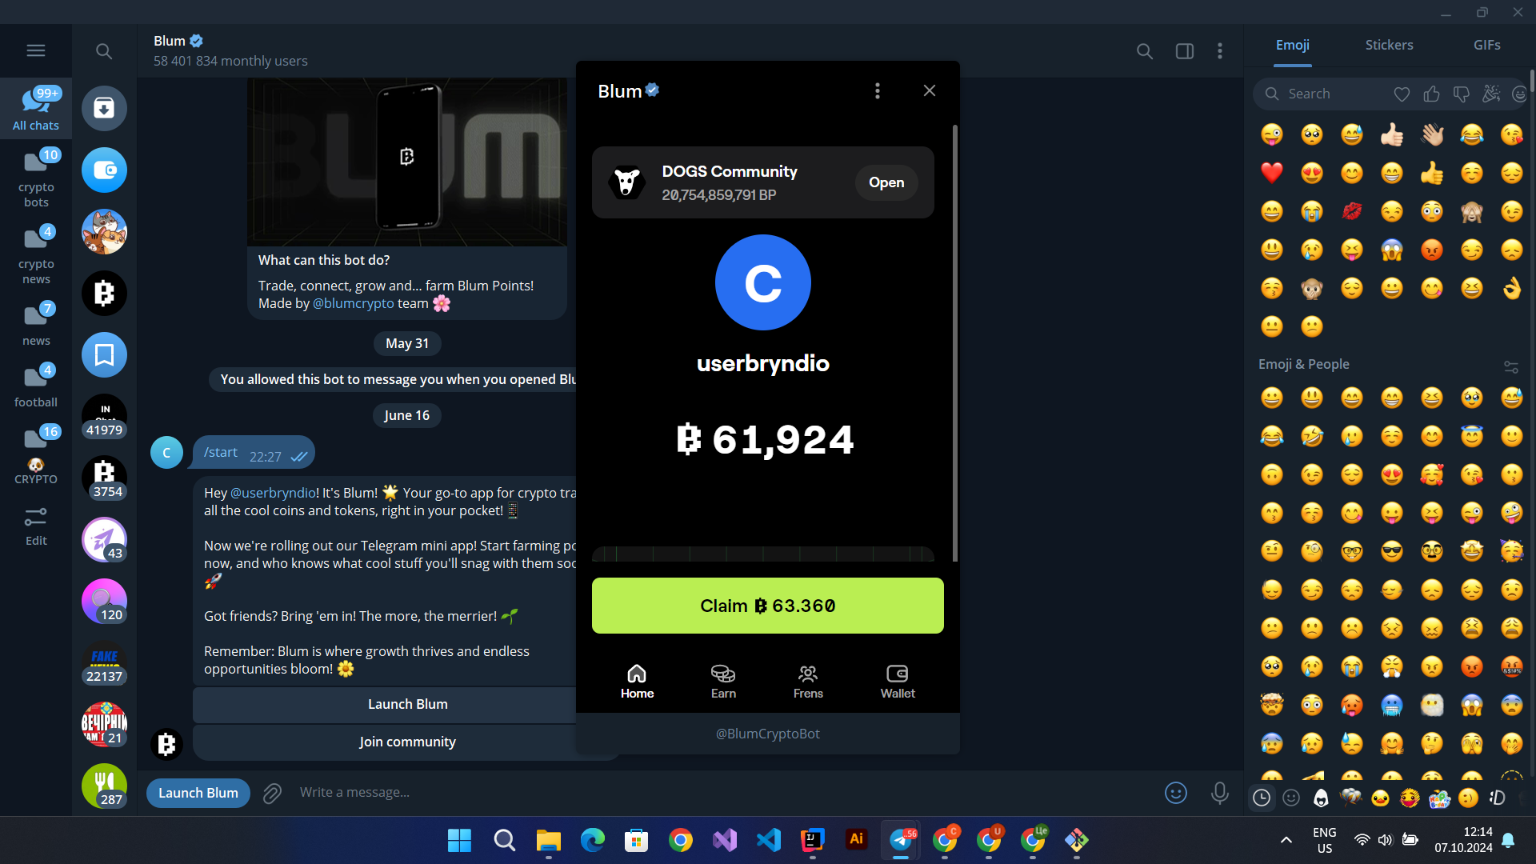 Blum
58 401 834 monthly users
99+
All chats
10
crypto
bots
4
crypto
news
7
news
4
football
16
CRYPTO
Edit
IN
41979
3754
43
120
FAKE
22137
ВЕЧІРНІЙ
21
287
BLUM
What can this bot do?
Trade, connect, grow and... farm Blum Points!
Made by @blumcrypto team
May 31
You allowed this bot to message you when you opened Blu
June 16
C
/start 22:27
Hey @userbryndio! It's Blum! Your go-to app for crypto tra
all the cool coins and tokens, right in your pocket!
Now we're rolling out our Telegram mini app! Start farming po
now, and who knows what cool stuff you'll snag with them soo
Got friends? Bring 'em in! The more, the merrier!
Remember: Blum is where growth thrives and endless
opportunities bloom!
Launch Blum
Join community
Launch Blum
Write a message...
Blum
DOGS Community
20,754,859,791 BP
Open
C
userbryndio
61,924
Claim 63.360
Home
Earn
Frens
Wallet
@BlumCryptoBot
Emoji
Stickers
GIFs
Search
Emoji & People
:D
IJ
Ai
56
C
U
Це
ENG
US
12:14
07.10.2024